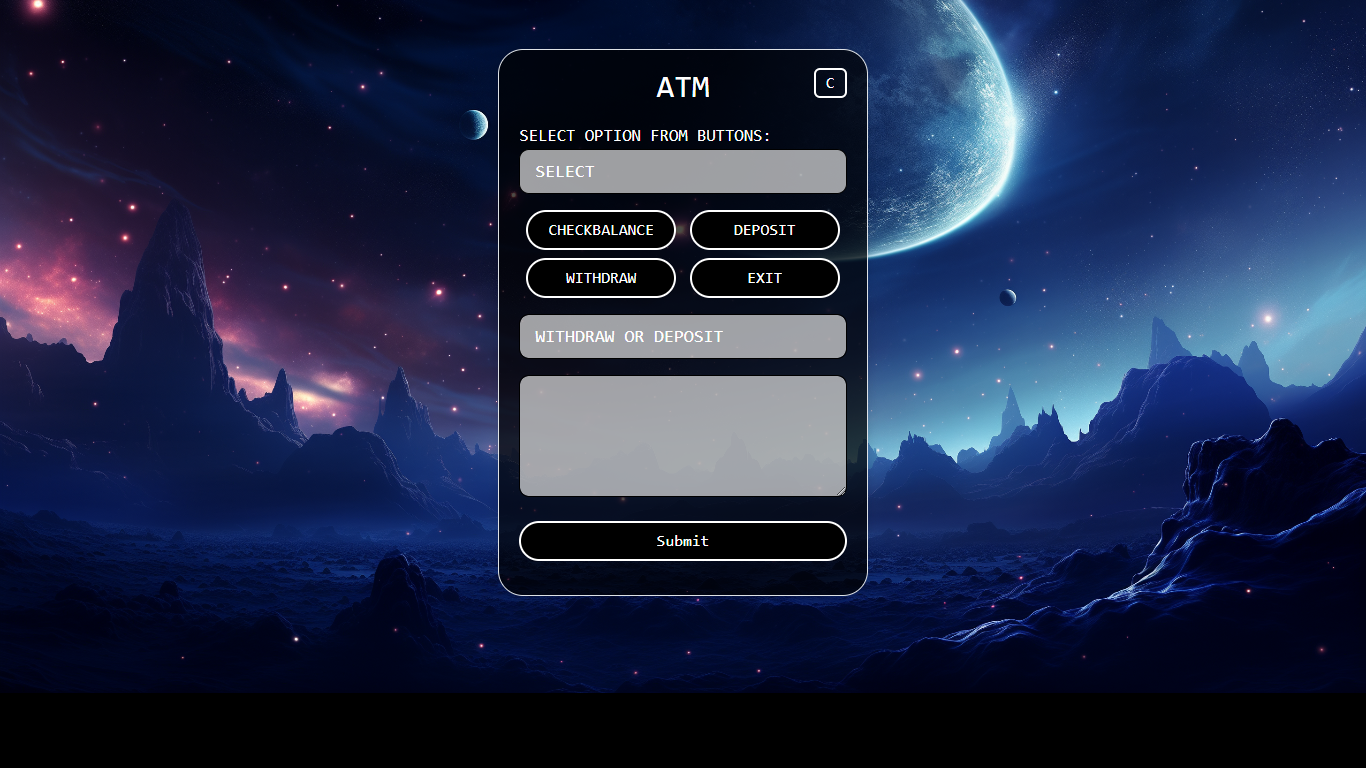 ATM
C
SELECT OPTION FROM BUTTONS:
SELECT
CHECKBALANCE
DEPOSIT
WITHDRAW
EXIT
WITHDRAW OR DEPOSIT
Submit